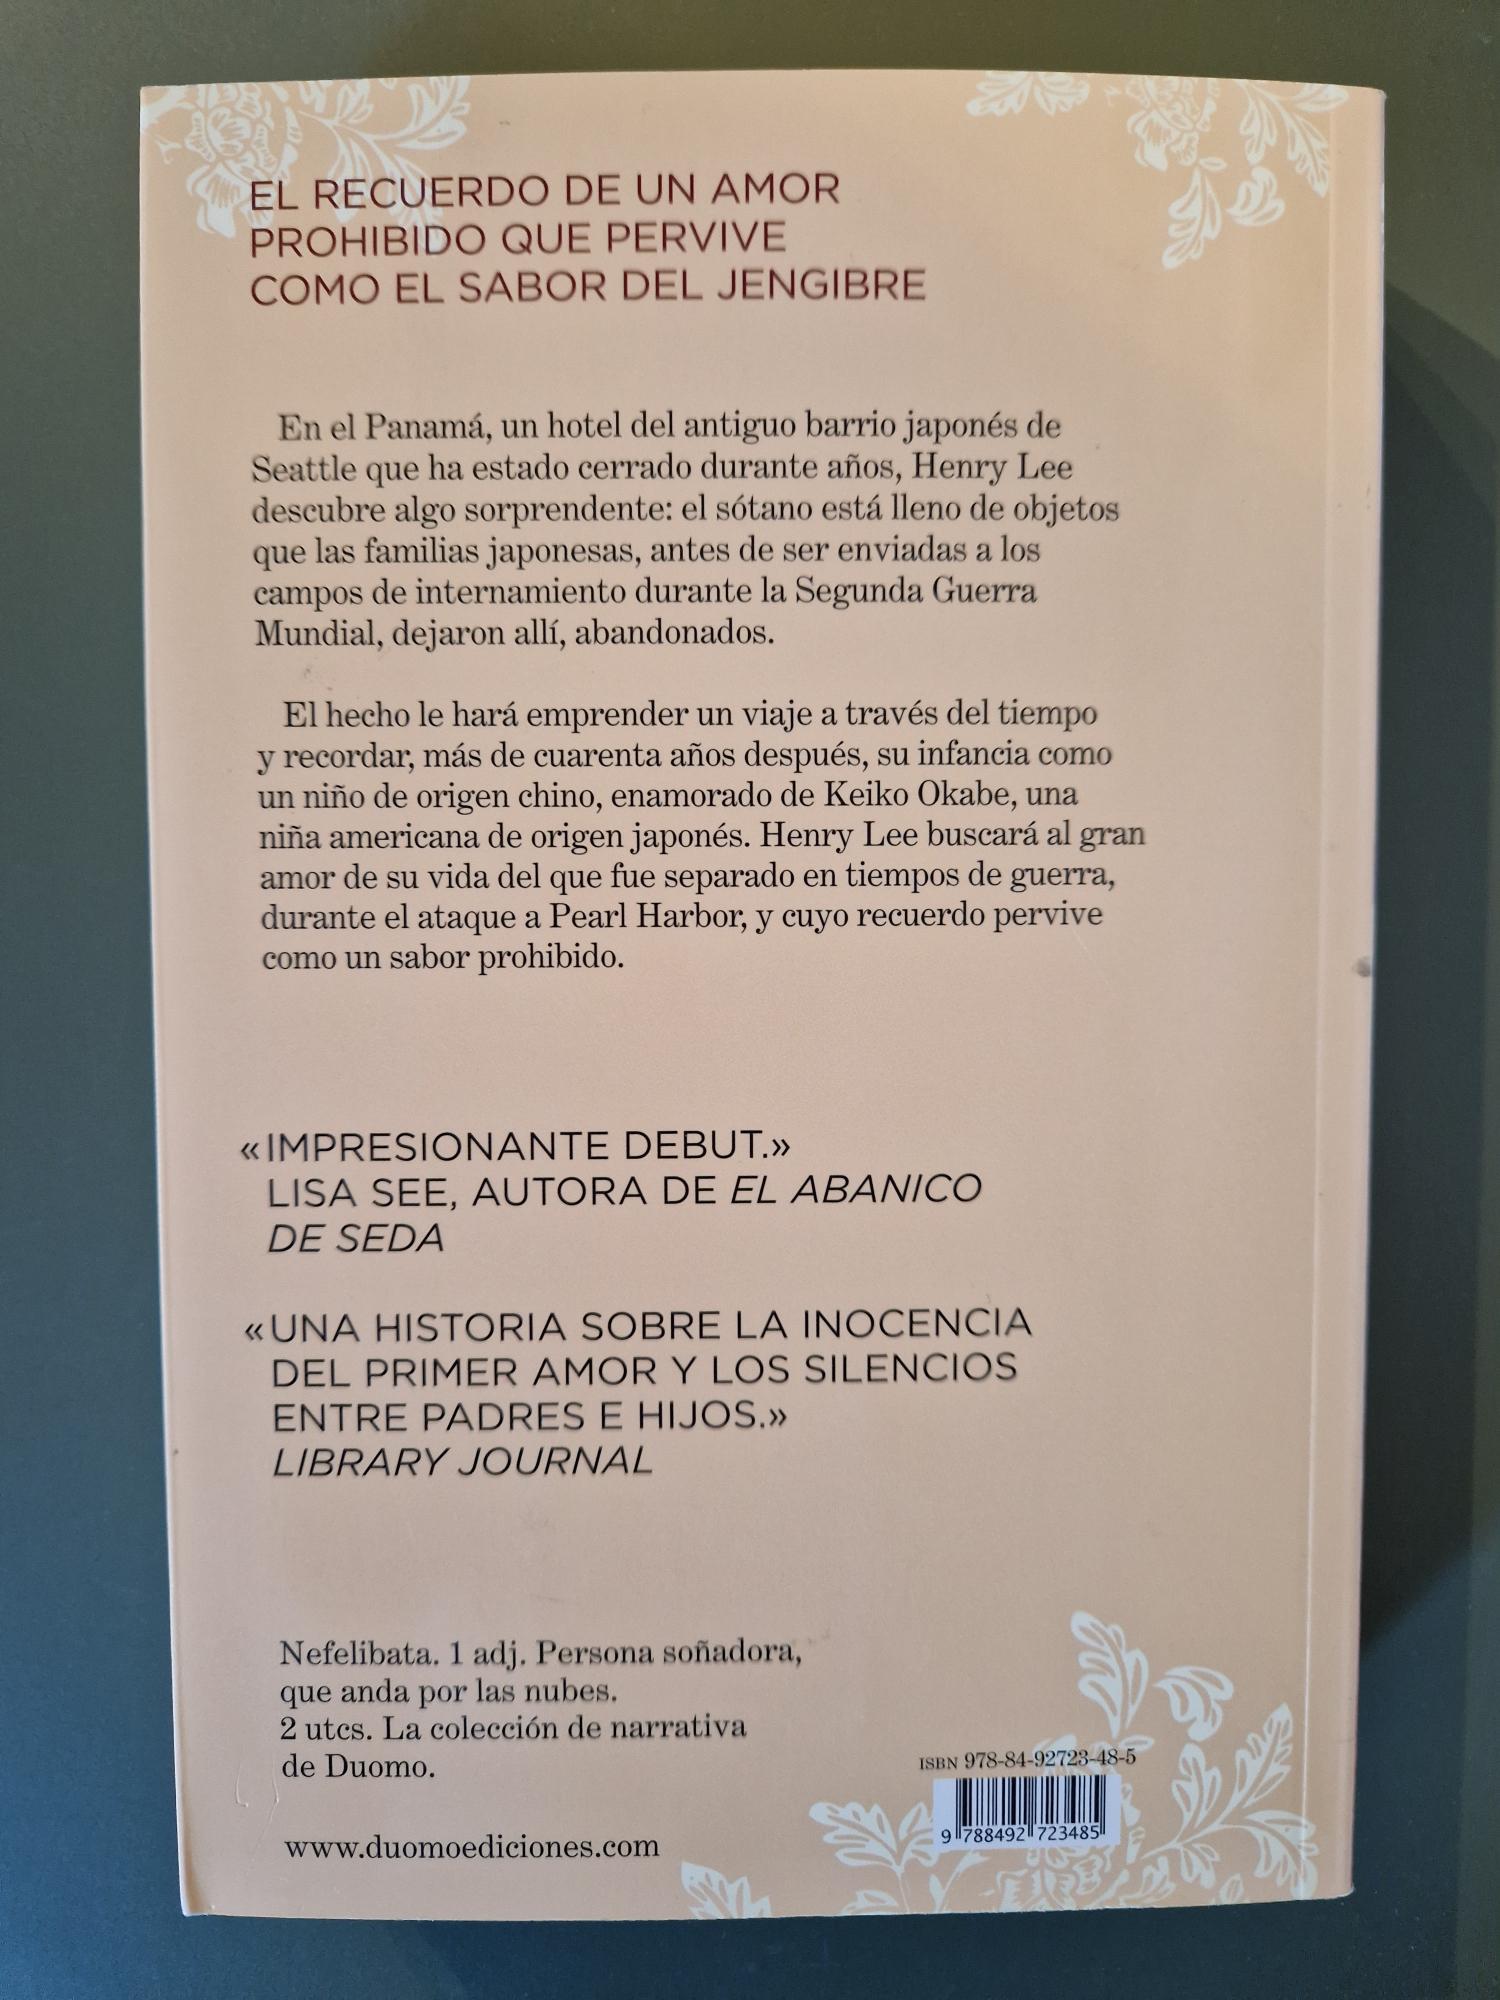 EL RECUERDO DE UN AMOR
PROHIBIDO QUE PERVIVE
COMO EL SABOR DEL JENGIBRE
En el Panamá, un hotel del antiguo barrio japonés de
Seattle que ha estado cerrado durante años, Henry Lee
descubre algo sorprendente: el sótano está lleno de objetos
que las familias japonesas, antes de ser enviadas a los
campos de internamiento durante la Segunda Guerra
Mundial, dejaron allí, abandonados.
El hecho le hará emprender un viaje a través del tiempo
y recordar, más de cuarenta años después, su infancia como
un niño de origen chino, enamorado de Keiko Okabe, una
niña americana de origen japonés. Henry Lee buscará al gran
amor de su vida del que fue separado en tiempos de guerra,
durante el ataque a Pearl Harbor, y cuyo recuerdo pervive
como un sabor prohibido.
«IMPRESIONANTE DEBUT.»
LISA SEE, AUTORA DE EL ABANICO
DE SEDA
«UNA HISTORIA SOBRE LA INOCENCIA
DEL PRIMER AMOR Y LOS SILENCIOS
ENTRE PADRES E HIJOS.»
LIBRARY JOURNAL
Nefelibata. 1 adj. Persona soñadora,
que anda por las nubes.
2 utcs. La colección de narrativa
de Duomo.
www.duomoediciones.com
ISBN 978-84-92723-48-5
9 788492 723485